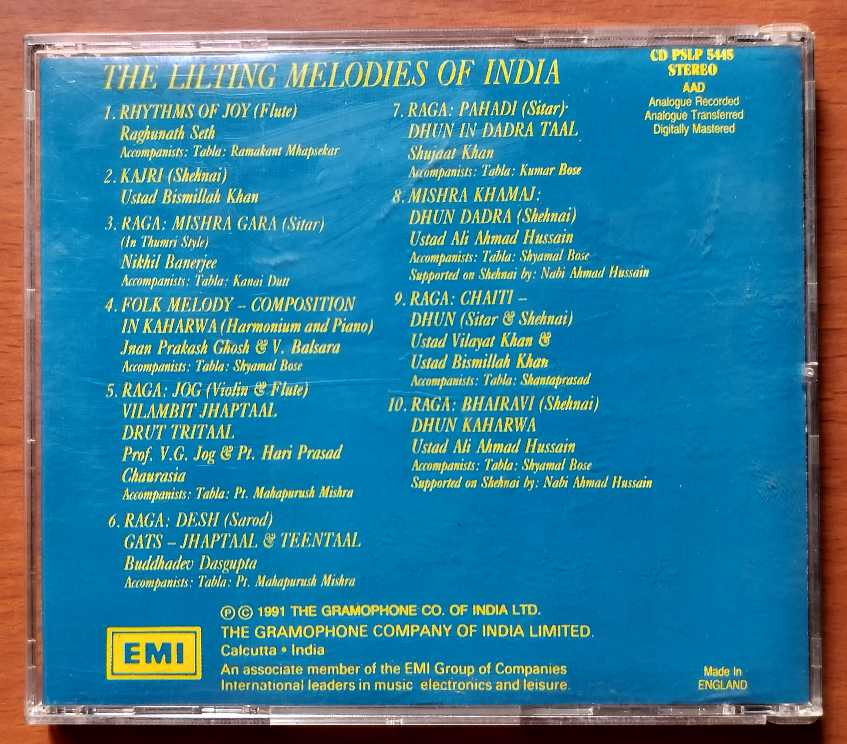 THE LILTING MELODIES OF INDIA
CD PSLP 5445
STEREO
AAD
Analogue Recorded
Analogue Transferred
Digitally Mastered
1. RHYTHMS OF JOY (Flute)
Raghunath Seth
Accompanists: Tabla: Ramakant Mhapsekar
2. KAJRI (Shehnai)
Ustad Bismillah Khan
3. RAGA: MISHRA GARA (Sitar)
(In Thumri Style)
Nikhil Banerjee
Accompanists: Tabla: Kanai Dutt
4. FOLK MELODY – COMPOSITION
IN KAHARWA (Harmonium and Piano)
Jnan Prakash Ghosh & V. Balsara
Accompanists: Tabla: Shyamal Bose
5. RAGA: JOG (Violin & Flute)
VILAMBIT JHAPTAAL
DRUT TRITAAL
Prof. V.G. Jog & Pt. Hari Prasad
Chaurasia
Accompanists: Tabla: Pt. Mahapurush Mishra
6. RAGA: DESH (Sarod)
GATS – JHAPTAAL & TEENTAAL
Buddhadev Dasgupta
Accompanists: Tabla: Pt. Mahapurush Mishra
7. RAGA: PAHADI (Sitar)
DHUN IN DADRA TAAL
Shujaat Khan
Accompanists: Tabla: Kumar Bose
8. MISHRA KHAMAJ:
DHUN DADRA (Shehnai)
Ustad Ali Ahmad Hussain
Accompanists: Tabla: Shyamal Bose
Supported on Shehnai by: Nabi Ahmad Hussain
9. RAGA: CHAITI –
DHUN (Sitar & Shehnai)
Ustad Vilayat Khan &
Ustad Bismillah Khan
Accompanists: Tabla: Shantaprasad
10. RAGA: BHAIRAVI (Shehnai)
DHUN KAHARWA
Ustad Ali Ahmad Hussain
Accompanists: Tabla: Shyamal Bose
Supported on Shehnai by: Nabi Ahmad Hussain
EMI
℗ © 1991 THE GRAMOPHONE CO. OF INDIA LTD.
THE GRAMOPHONE COMPANY OF INDIA LIMITED.
Calcutta • India
An associate member of the EMI Group of Companies
International leaders in music electronics and leisure.
Made In
ENGLAND